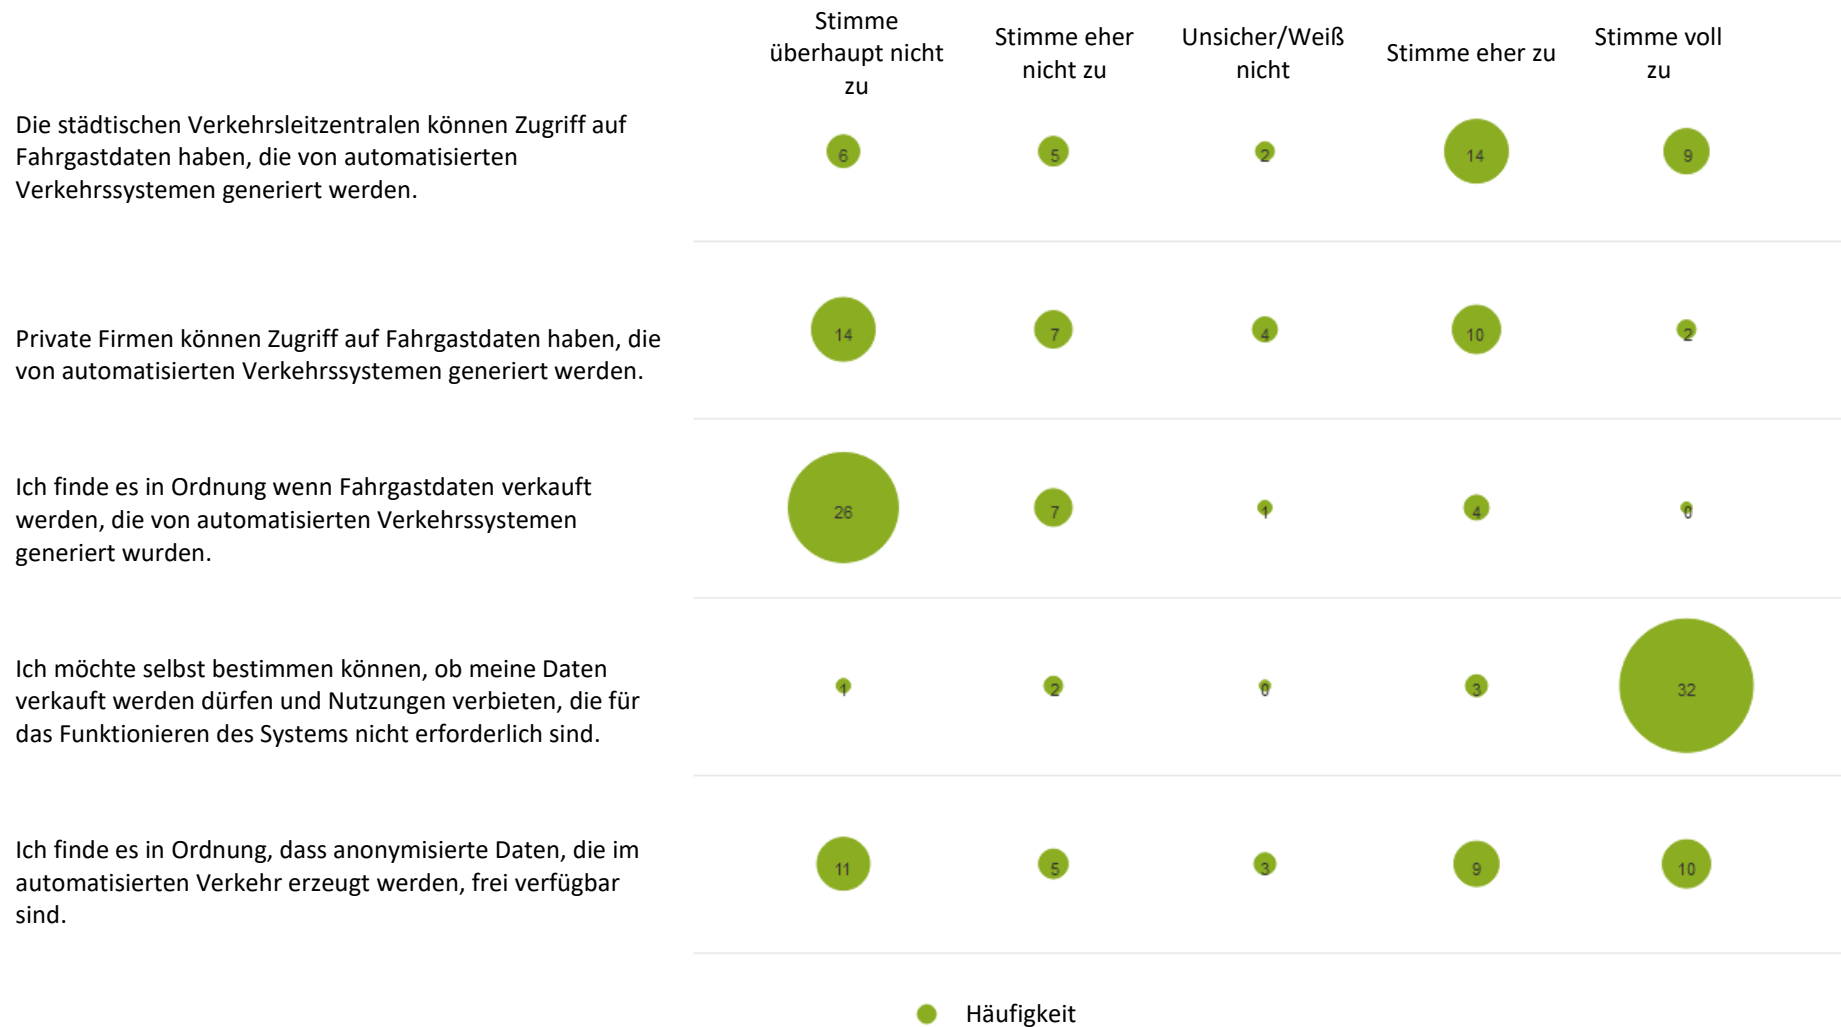 Stimme
überhaupt nicht
zu
Stimme eher
nicht zu
Unsicher/Weiß
nicht
Stimme eher zu
Stimme voll
zu
Die städtischen Verkehrsleitzentralen können Zugriff auf
Fahrgastdaten haben, die von automatisierten
Verkehrssystemen generiert werden.
6 5 2 14 9
Private Firmen können Zugriff auf Fahrgastdaten haben, die
von automatisierten Verkehrssystemen generiert werden.
14 7 4 10 2
Ich finde es in Ordnung wenn Fahrgastdaten verkauft
werden, die von automatisierten Verkehrssystemen
generiert wurden.
26 7 1 4 0
Ich möchte selbst bestimmen können, ob meine Daten
verkauft werden dürfen und Nutzungen verbieten, die für
das Funktionieren des Systems nicht erforderlich sind.
1 2 0 3 32
Ich finde es in Ordnung, dass anonymisierte Daten, die im
automatisierten Verkehr erzeugt werden, frei verfügbar
sind.
11 5 3 9 10
Häufigkeit